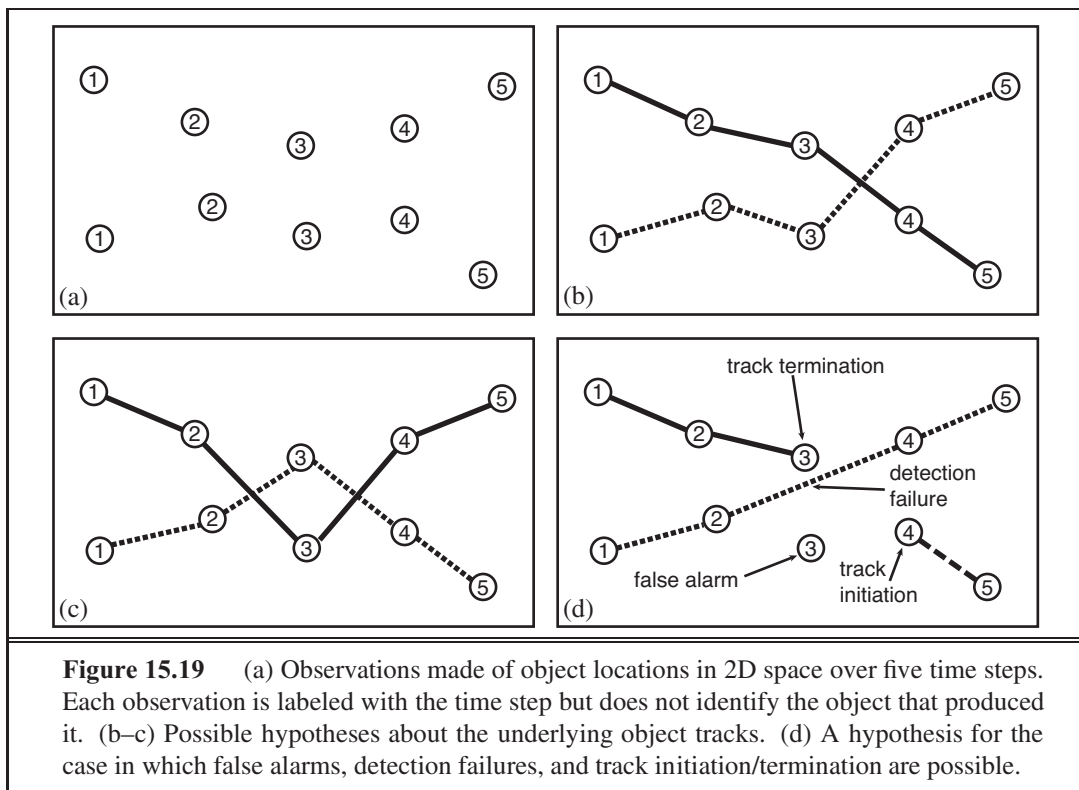 1
5
2
4
3
2
4
3
1
5
(a)
1
5
2
4
3
2
4
3
1
5
(b)
1
5
2
4
3
2
4
3
1
5
(c)
track termination
1
5
2
4
3
detection
failure
2
4
3
1
false alarm
track
initiation
5
(d)
Figure 15.19 (a) Observations made of object locations in 2D space over five time steps.
Each observation is labeled with the time step but does not identify the object that produced
it. (b–c) Possible hypotheses about the underlying object tracks. (d) A hypothesis for the
case in which false alarms, detection failures, and track initiation/termination are possible.